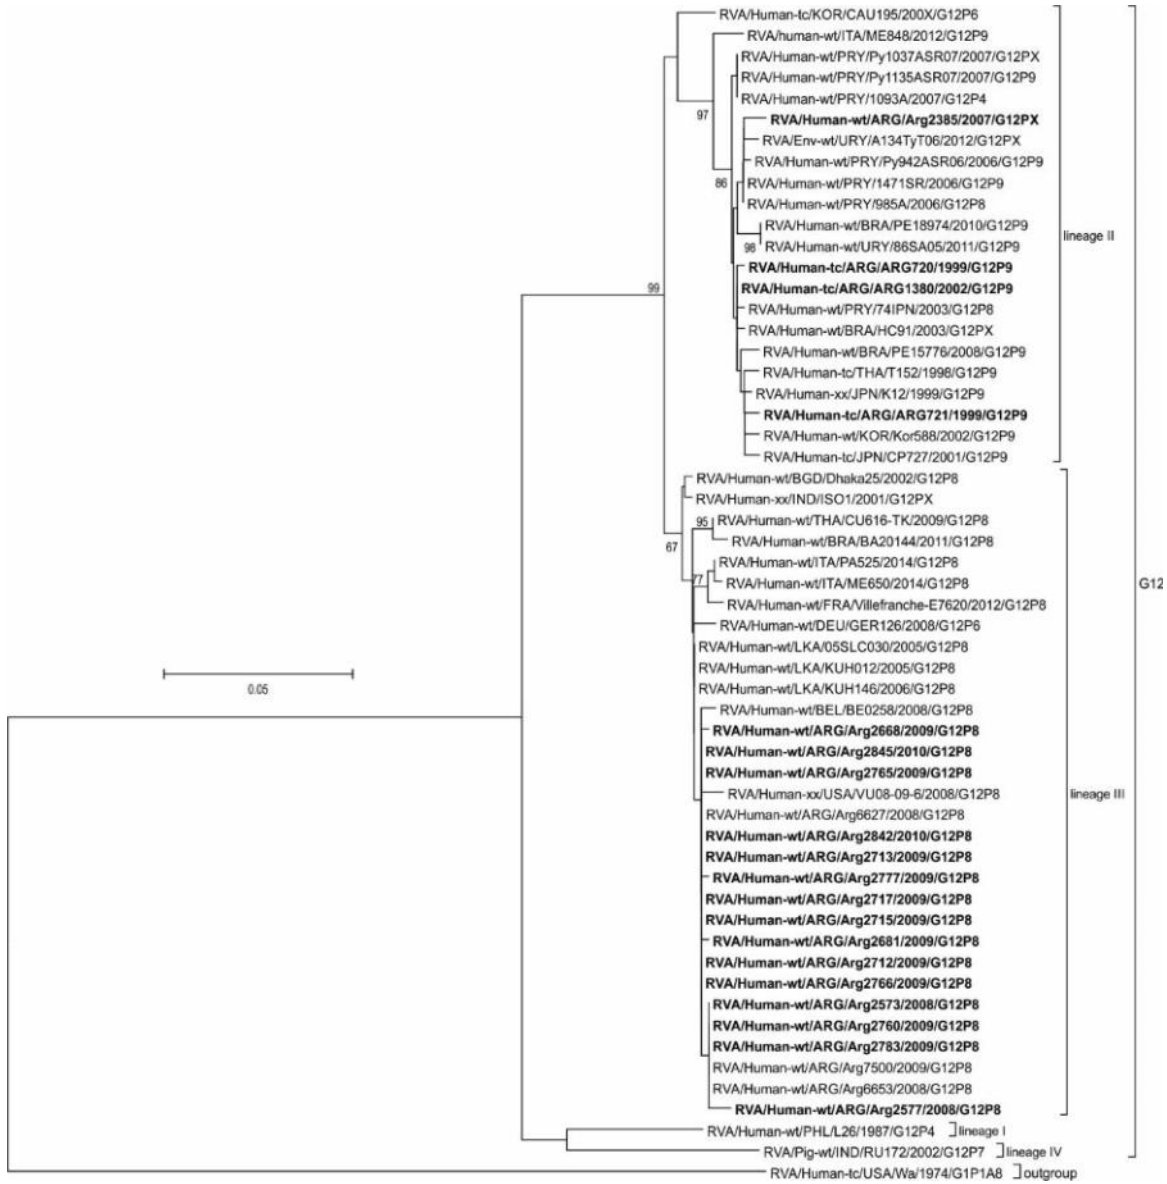 RVA/Human-tc/KOR/CAU195/200X/G12P6
RVA/human-wt/ITA/ME848/2012/G12P9
RVA/Human-wt/PRY/Py1037ASR07/2007/G12PX
RVA/Human-wt/PRY/Py1135ASR07/2007/G12P9
RVA/Human-wt/PRY/1093A/2007/G12P4
97
RVA/Human-wt/ARG/Arg2385/2007/G12PX
RVA/Env-wt/URY/A134TyT06/2012/G12PX
RVA/Human-wt/PRY/Py942ASR06/2006/G12P9
86
RVA/Human-wt/PRY/1471SR/2006/G12P9
RVA/Human-wt/PRY/985A/2006/G12P8
RVA/Human-wt/BRA/PE18974/2010/G12P9
lineage II
98
RVA/Human-wt/URY/86SA05/2011/G12P9
RVA/Human-tc/ARG/ARG720/1999/G12P9
99
RVA/Human-tc/ARG/ARG1380/2002/G12P9
RVA/Human-wt/PRY/74IPN/2003/G12P8
RVA/Human-wt/BRA/HC91/2003/G12PX
RVA/Human-wt/BRA/PE15776/2008/G12P9
RVA/Human-tc/THA/T152/1998/G12P9
RVA/Human-xx/JPN/K12/1999/G12P9
RVA/Human-tc/ARG/ARG721/1999/G12P9
RVA/Human-wt/KOR/Kor588/2002/G12P9
RVA/Human-tc/JPN/CP727/2001/G12P9
RVA/Human-wt/BGD/Dhaka25/2002/G12P8
RVA/Human-xx/IND/ISO1/2001/G12PX
95
RVA/Human-wt/THA/CU616-TK/2009/G12P8
67
RVA/Human-wt/BRA/BA20144/2011/G12P8
RVA/Human-wt/ITA/PA525/2014/G12P8
77
RVA/Human-wt/ITA/ME650/2014/G12P8
G12
RVA/Human-wt/FRA/Villefranche-E7620/2012/G12P8
RVA/Human-wt/DEU/GER126/2008/G12P6
RVA/Human-wt/LKA/05SLC030/2005/G12P8
RVA/Human-wt/LKA/KUH012/2005/G12P8
0.05
RVA/Human-wt/LKA/KUH146/2006/G12P8
RVA/Human-wt/BEL/BE0258/2008/G12P8
RVA/Human-wt/ARG/Arg2668/2009/G12P8
RVA/Human-wt/ARG/Arg2845/2010/G12P8
RVA/Human-wt/ARG/Arg2765/2009/G12P8
RVA/Human-xx/USA/VU08-09-6/2008/G12P8
lineage III
RVA/Human-wt/ARG/Arg6627/2008/G12P8
RVA/Human-wt/ARG/Arg2842/2010/G12P8
RVA/Human-wt/ARG/Arg2713/2009/G12P8
RVA/Human-wt/ARG/Arg2777/2009/G12P8
RVA/Human-wt/ARG/Arg2717/2009/G12P8
RVA/Human-wt/ARG/Arg2715/2009/G12P8
RVA/Human-wt/ARG/Arg2681/2009/G12P8
RVA/Human-wt/ARG/Arg2712/2009/G12P8
RVA/Human-wt/ARG/Arg2766/2009/G12P8
RVA/Human-wt/ARG/Arg2573/2008/G12P8
RVA/Human-wt/ARG/Arg2760/2009/G12P8
RVA/Human-wt/ARG/Arg2783/2009/G12P8
RVA/Human-wt/ARG/Arg7500/2009/G12P8
RVA/Human-wt/ARG/Arg6653/2008/G12P8
RVA/Human-wt/ARG/Arg2577/2008/G12P8
RVA/Human-wt/PHL/L26/1987/G12P4 lineage I
RVA/Pig-wt/IND/RU172/2002/G12P7 lineage IV
RVA/Human-tc/USA/Wa/1974/G1P1A8 outgroup